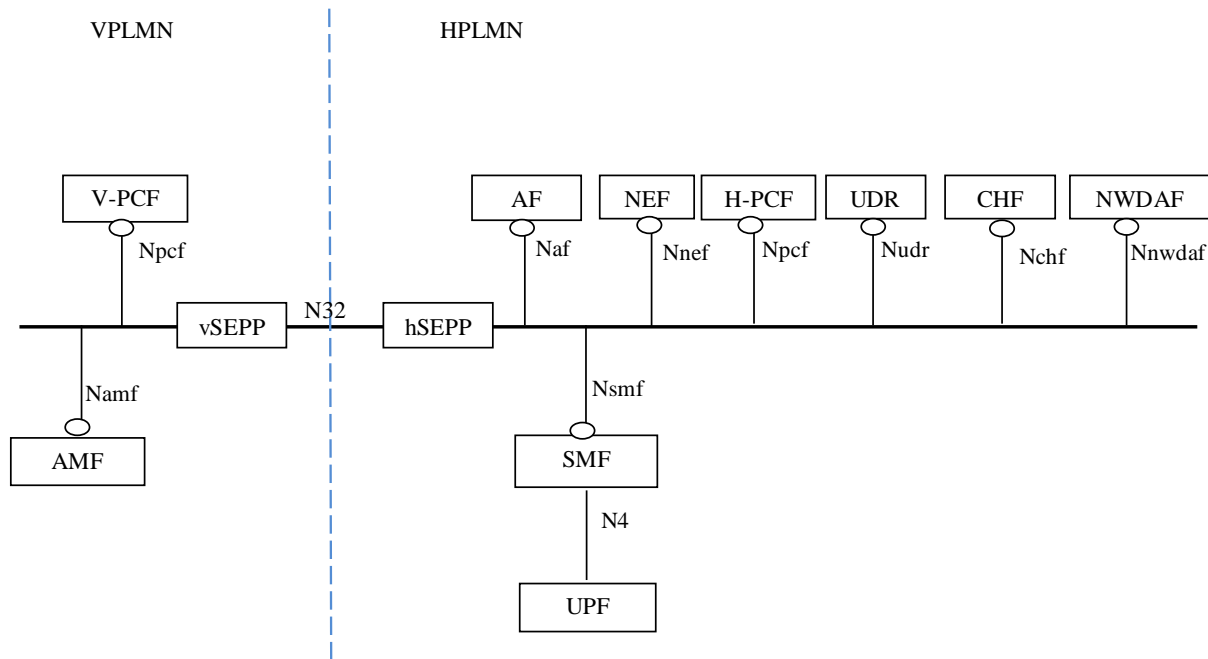 VPLMN
HPLMN
V-PCF
AF
NEF
H-PCF
UDR
CHF
NWDAF
Npcf
Naf
Nnef
Npcf
Nudr
Nchf
Nnwdaf
N32
vSEPP
hSEPP
Namf
Nsmf
AMF
SMF
N4
UPF